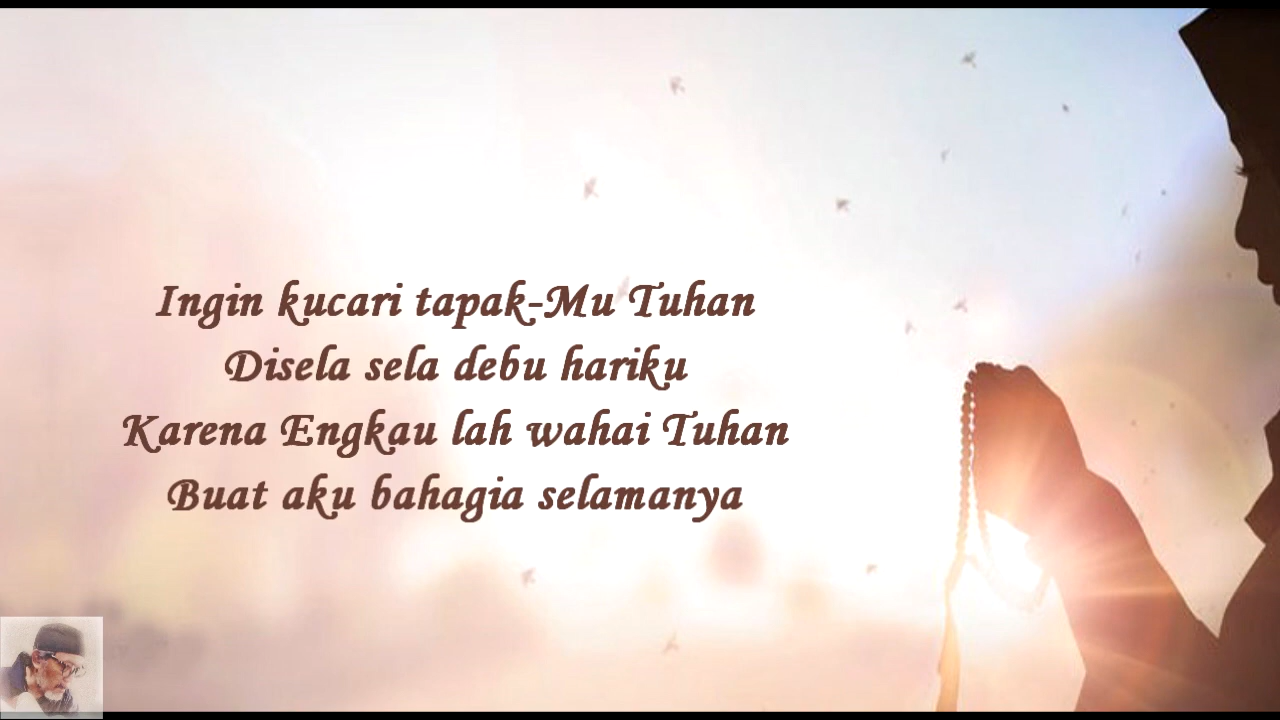 Ingin kucari tapak-Mu Tuhan
Disela sela debu hariku
Karena Engkau lah wahai Tuhan
Buat aku bahagia selamanya